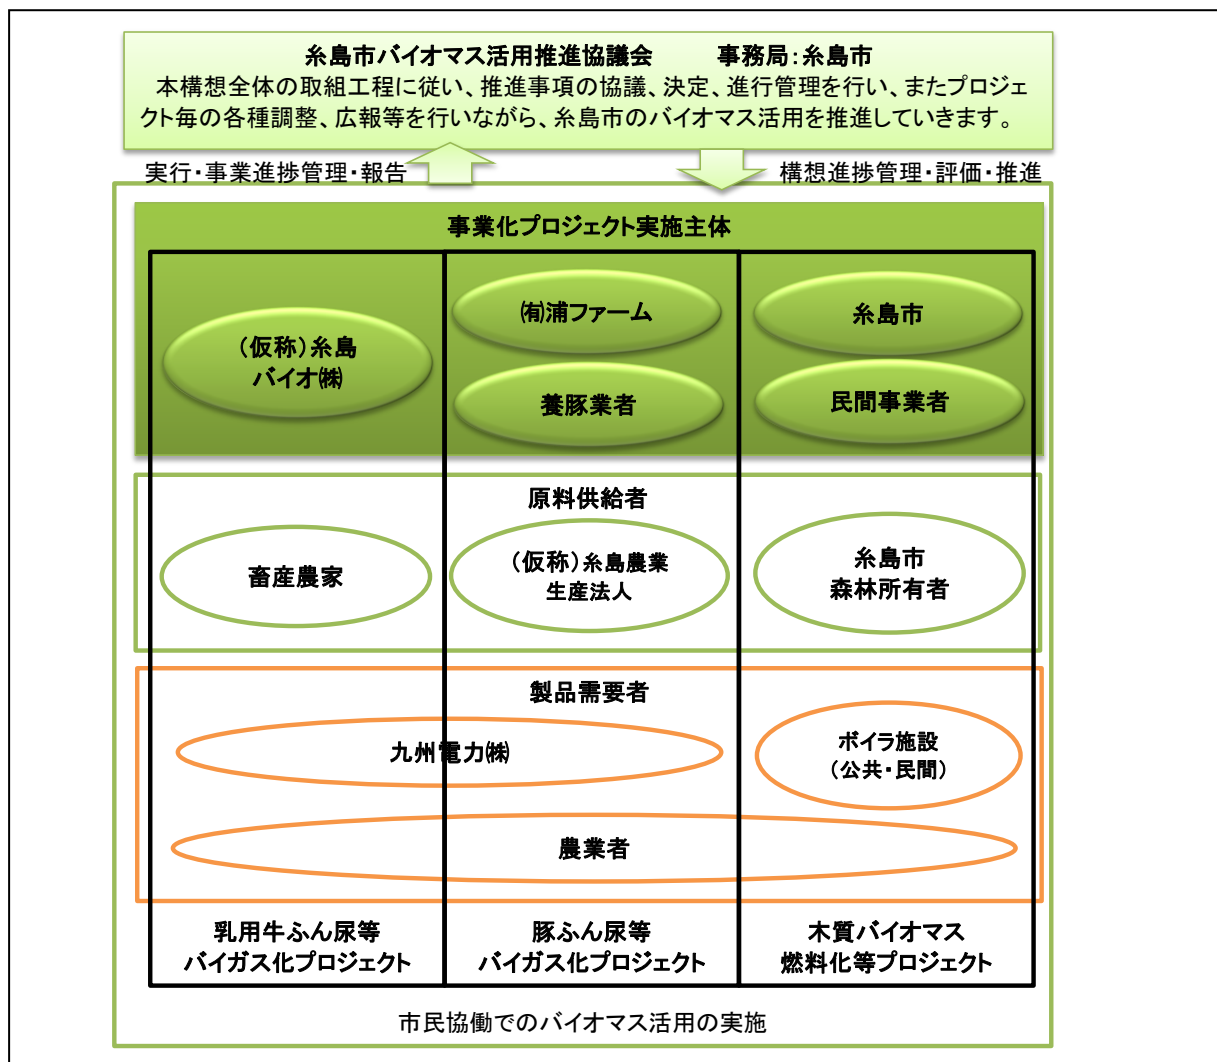 糸島市バイオマス活用推進協議会　　　事務局：糸島市
本構想全体の取組工程に従い、推進事項の協議、決定、進行管理を行い、またプロジェ
クト毎の各種調整、広報等を行いながら、糸島市のバイオマス活用を推進していきます。
実行・事業進捗管理・報告
構想進捗管理・評価・推進
事業化プロジェクト実施主体
（仮称）糸島
バイオ㈱
㈲浦ファーム
養豚業者
糸島市
民間事業者
原料供給者
畜産農家
（仮称）糸島農業
生産法人
糸島市
森林所有者
製品需要者
九州電力㈱
ボイラ施設
（公共・民間）
農業者
乳用牛ふん尿等
バイガス化プロジェクト
豚ふん尿等
バイガス化プロジェクト
木質バイオマス
燃料化等プロジェクト
市民協働でのバイオマス活用の実施